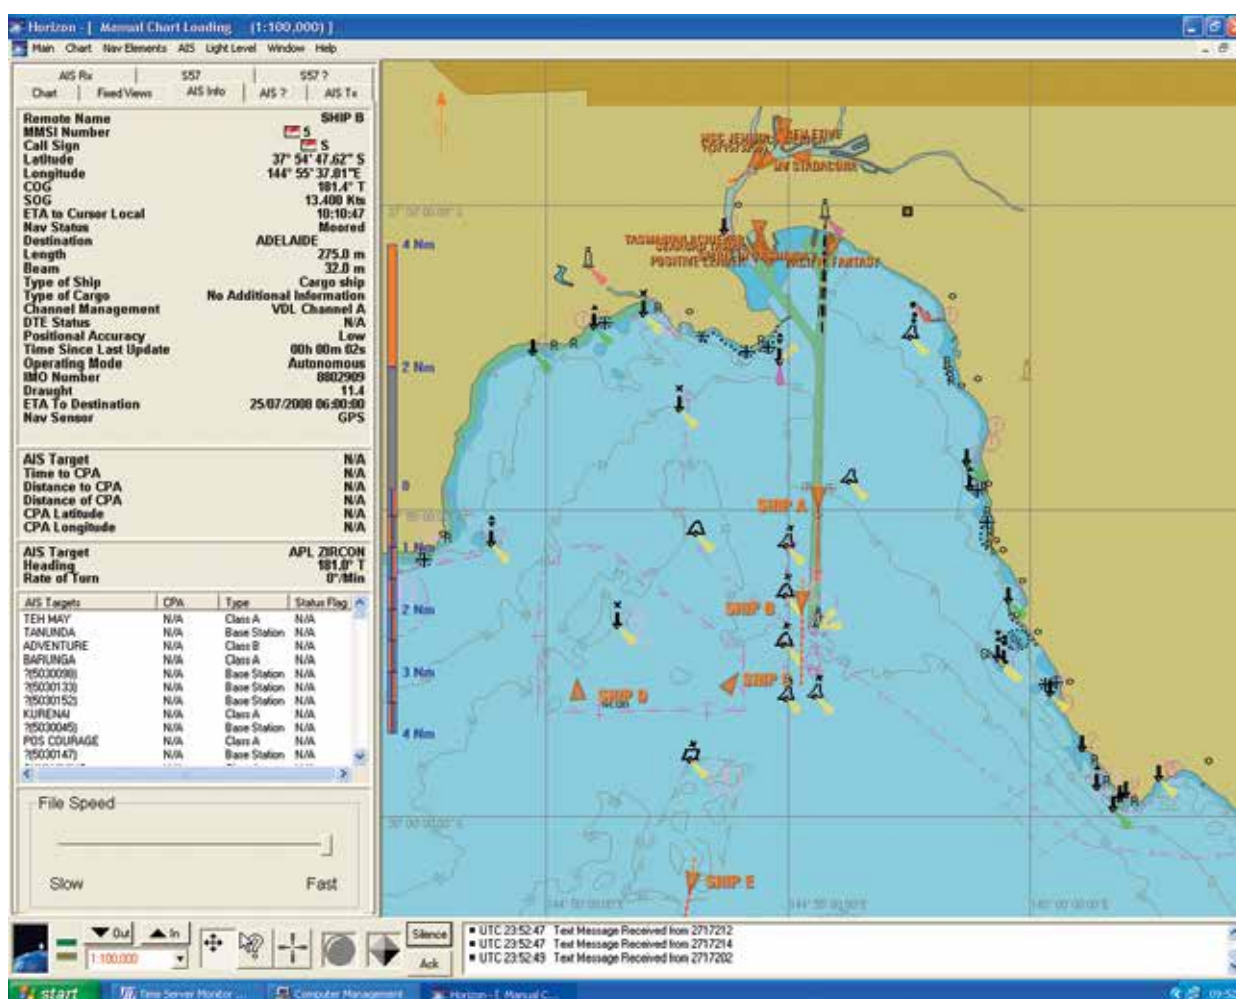 Horizon - [ Manual Chart Loading (1:100,000) ]
Main Chart Nav Elements AIS Light Level Window Help
AIS Rx S57 S57 ?
Chart Fixed Views AIS Info AIS ? AIS Tx
Remote Name SHIP B
MMSI Number 5
Call Sign S
Latitude 37° 54' 47.62" S
Longitude 144° 55' 37.01"E
COG 181.4° T
SOG 13.400 Kts
ETA to Cursor Local 10:10:47
Nav Status Moored
Destination ADELAIDE
Length 275.0 m
Beam 32.0 m
Type of Ship Cargo ship
Type of Cargo No Additional Information
Channel Management VDL Channel A
DTE Status N/A
Positional Accuracy Low
Time Since Last Update 00h 00m 02s
Operating Mode Autonomous
IMO Number 8802909
Draught 11.4
ETA To Destination 25/07/2008 06:00:00
Nav Sensor GPS
AIS Target N/A
Time to CPA N/A
Distance to CPA N/A
Distance of CPA N/A
CPA Latitude N/A
CPA Longitude N/A
AIS Target APL ZIRCON
Heading 181.0° T
Rate of Turn 0°/Min
AIS Targets CPA Type Status Flag
TEH MAY N/A Class A N/A
TANUNDA N/A Base Station N/A
ADVENTURE N/A Class B N/A
BARUNGA N/A Class A N/A
?(5030098) N/A Base Station N/A
?(5030133) N/A Base Station N/A
?(5030152) N/A Base Station N/A
KURENAI N/A Class A N/A
?(5030045) N/A Base Station N/A
POS COURAGE N/A Class A N/A
?(5030147) N/A Base Station N/A
File Speed
Slow Fast
MV STADACONA
4 Nm
POSITIVE
FANTASY
2 Nm
0
SHIP A
1 Nm
2 Nm
SHIP B
3 Nm
SHIP D
SHIP
4 Nm
SHIP E
Out In
1:100,000
Silence
Ack
UTC 23:52:47 Text Message Received from 2717212
UTC 23:52:47 Text Message Received from 2717214
UTC 23:52:49 Text Message Received from 2717202
start Time Server Monitor ... Computer Management Horizon - [ Manual C...
09:52